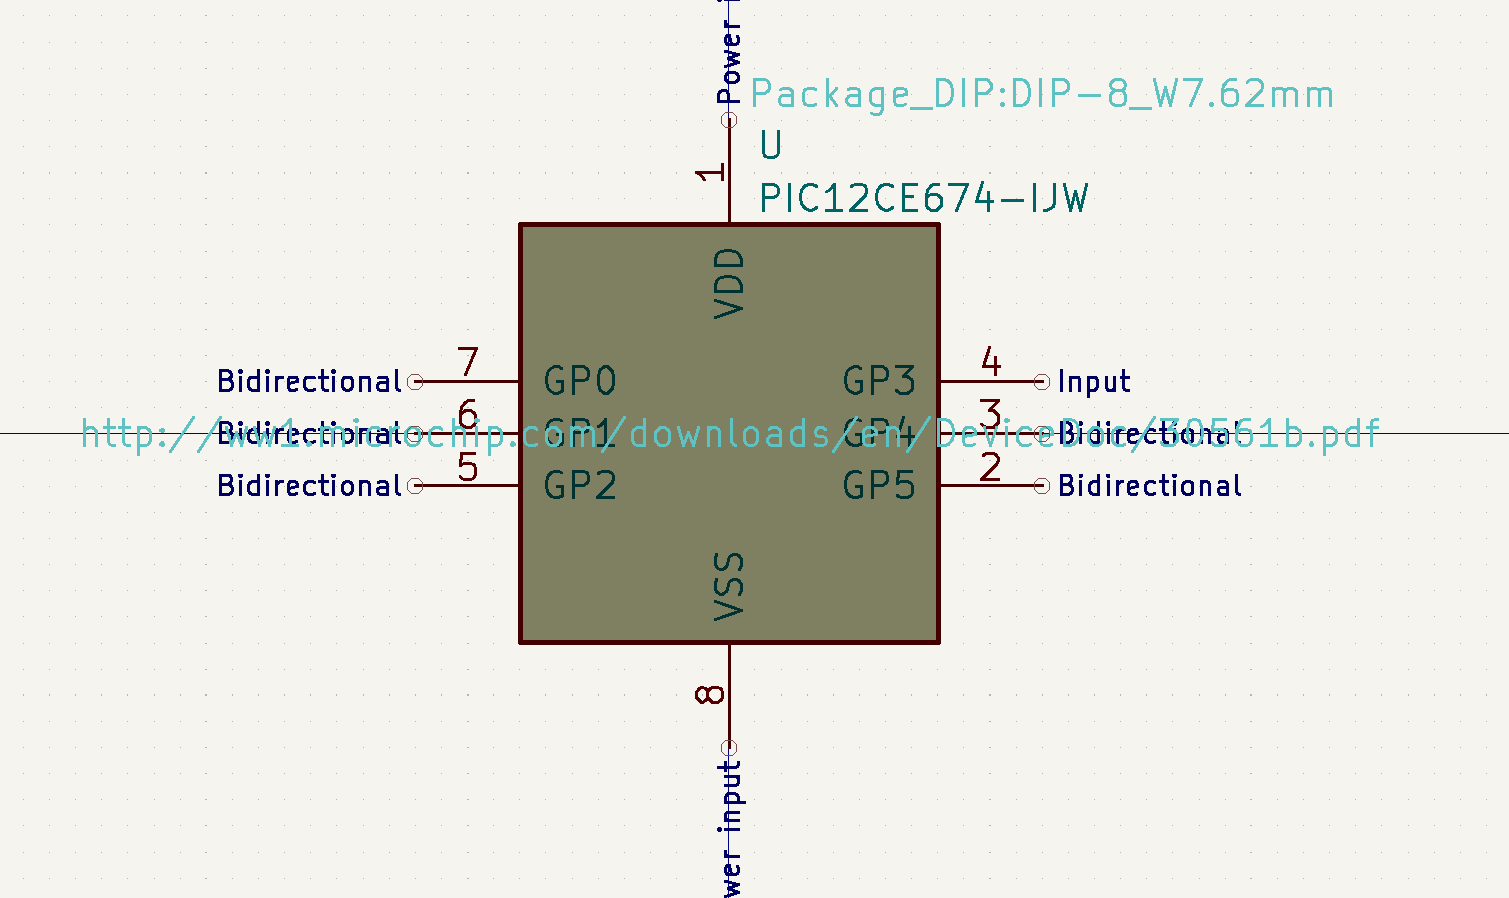 Power i
Package_DIP:DIP-8_W7.62mm
U
1
PIC12CE674-IJW
VDD
7
4
Bidirectional
GP0
GP3
Input
6
3
Bidirectional
GP1
GP4
Bidirectional
http://ww1.microchip.com/downloads/en/DeviceDoc/30561b.pdf
5
2
Bidirectional
GP2
GP5
Bidirectional
VSS
8
wer input